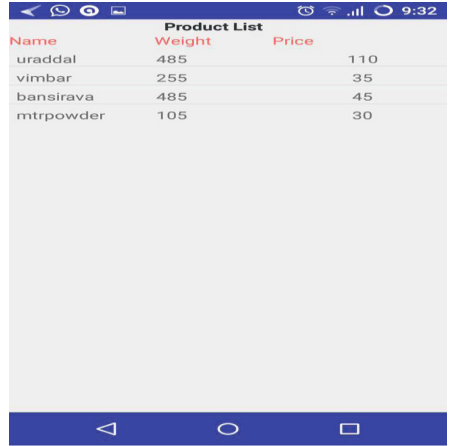 9:32
Product List
Name Weight Price
uraddal 485 110
vimbar 255 35
bansirava 485 45
mtrpowder 105 30